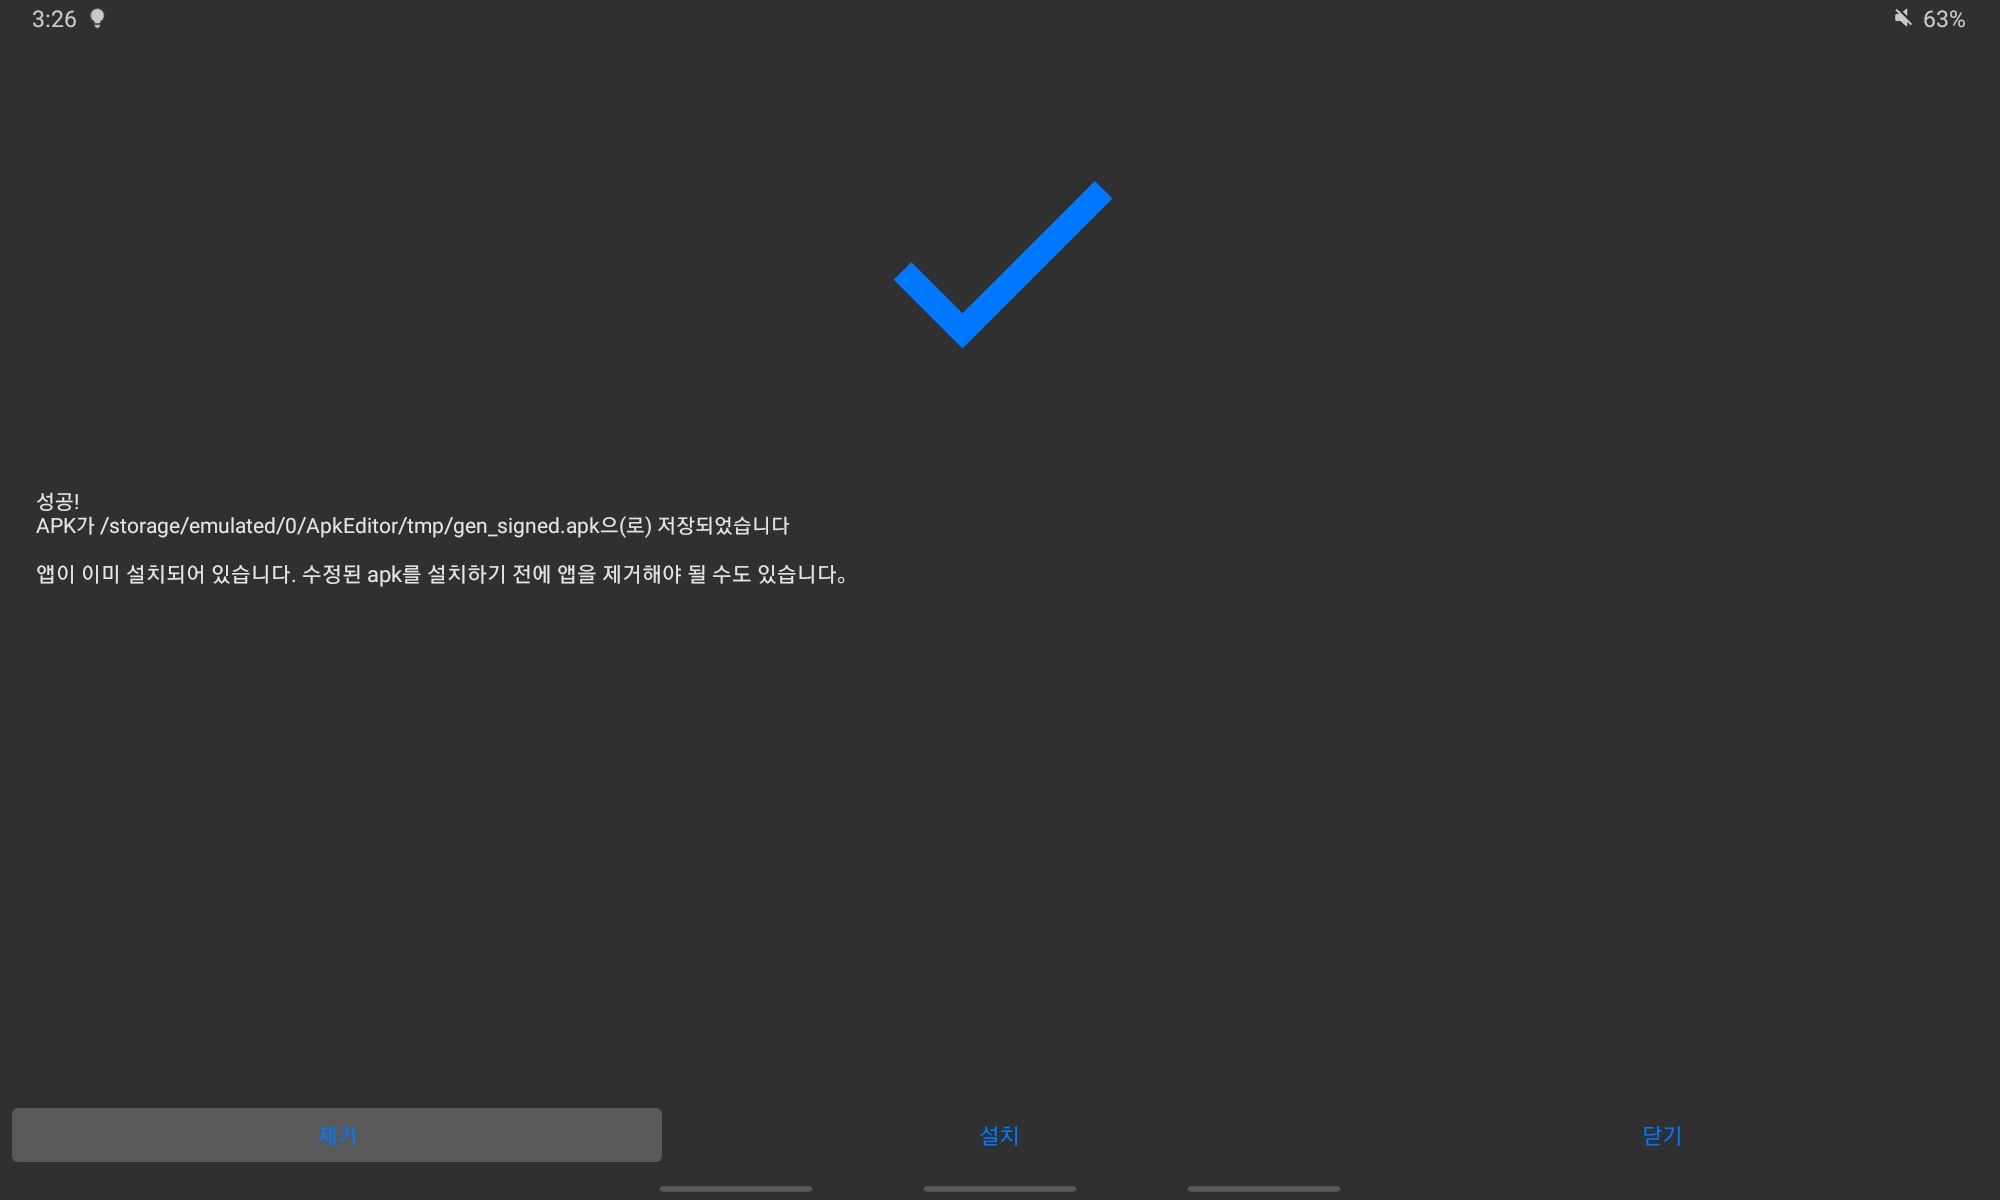 3:26
63%
성공!
APK가 /storage/emulated/0/ApkEditor/tmp/gen_signed.apk으(로) 저장되었습니다
앱이 이미 설치되어 있습니다. 수정된 apk를 설치하기 전에 앱을 제거해야 될 수도 있습니다。
제거
설치
닫기